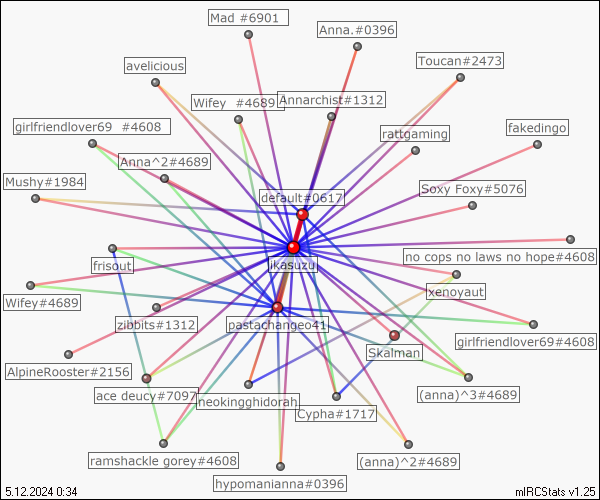 Mad #6901
Anna.#0396
Toucan#2473
avelicious
Wifey  #4689
Annarchist#1312
girlfriendlover69  #4608
rattgaming
fakedingo
Anna^2#4689
Mushy#1984
default#0617
Soxy Foxy#5076
no cops no laws no hope#4608
frisout
iKasuzu
xenoyaut
Wifey#4689
zibbits#1312
pastachangeo41
girlfriendlover69#4608
Skalman
AlpineRooster#2156
ace deucy#7097
neokingghidorah
Cypha#1717
(anna)^3#4689
ramshackle gorey#4608
(anna)^2#4689
hypomanianna#0396
5.12.2024 0:34
mIRCStats v1.25